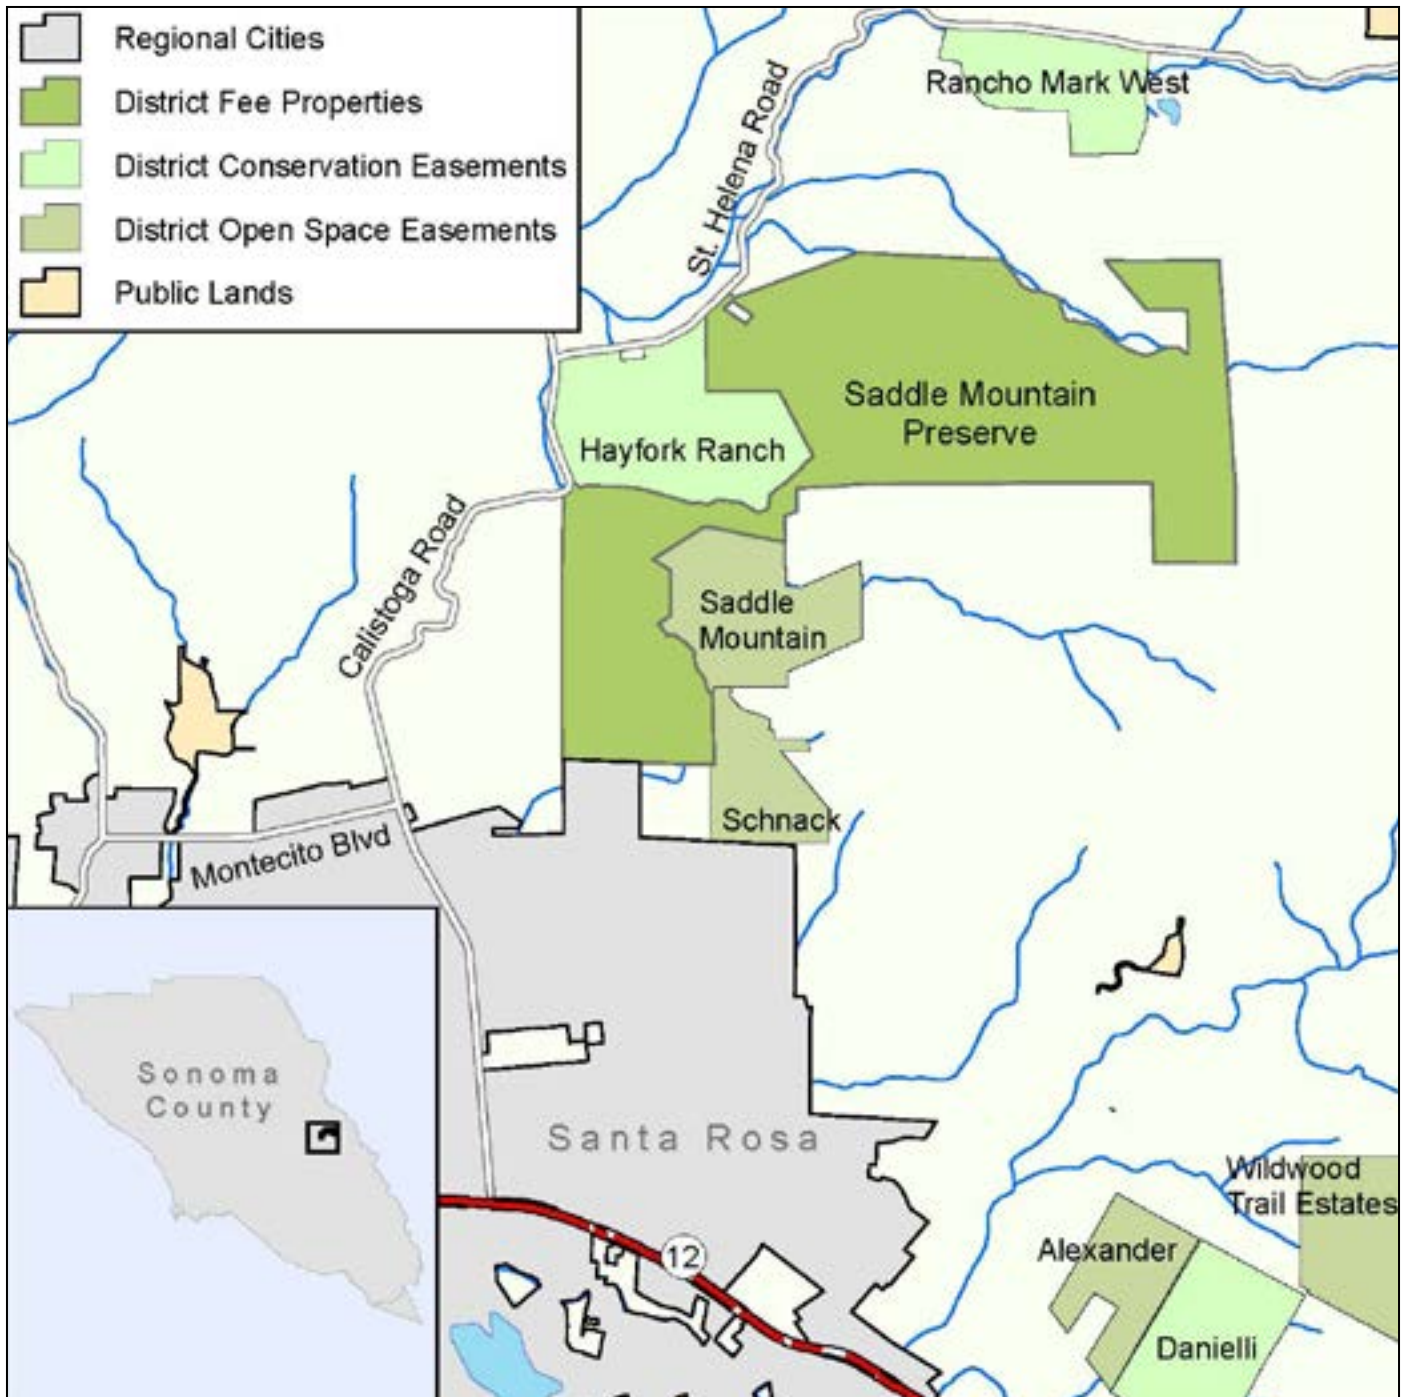 Regional Cities
District Fee Properties
District Conservation Easements
District Open Space Easements
Public Lands
Rancho Mark West
St. Helena Road
Saddle Mountain
Preserve
Hayfork Ranch
Calistoga Road
Saddle
Mountain
Schnack
Montecito Blvd
Sonoma
County
Santa Rosa
Wildwood
Trail Estates
Alexander
12
Danielli